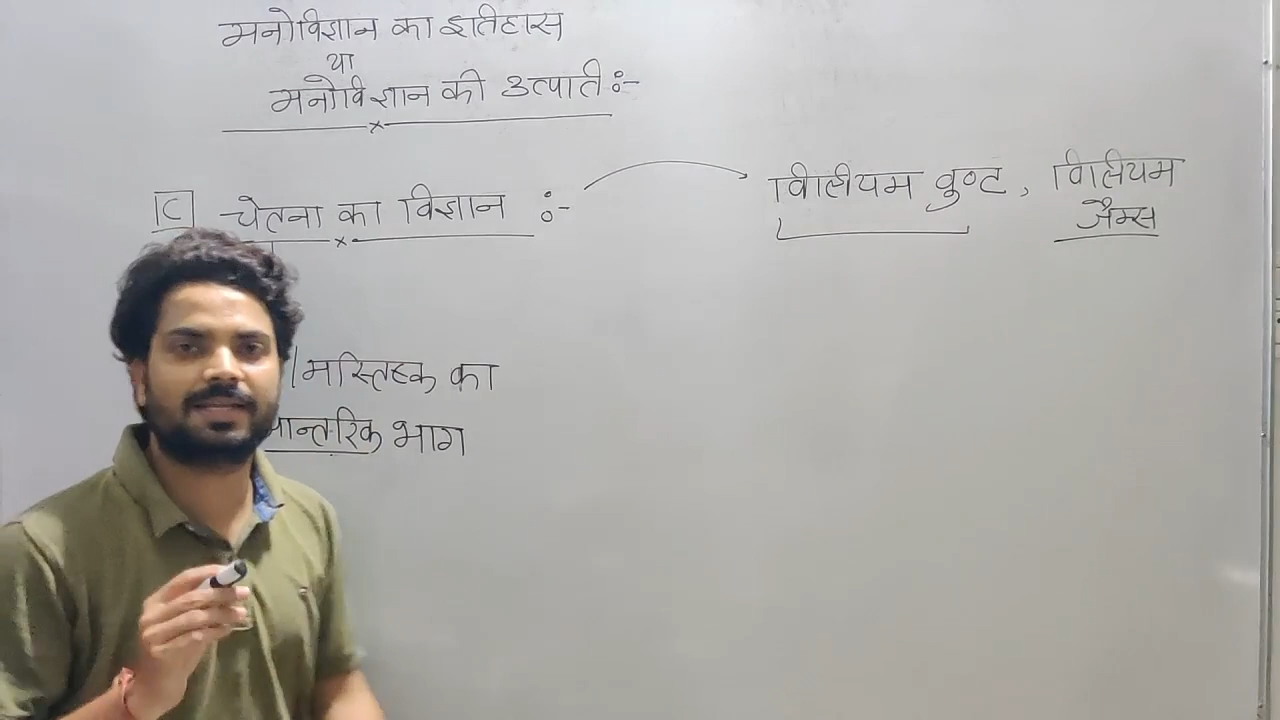 मनोविज्ञान का इतिहास
या
मनोविज्ञान की उत्पाती :-
[C] चेतना का विज्ञान :-
विलियम वुण्ट, विलियम
जैम्स
मस्तिष्क का
आन्तरिक भाग